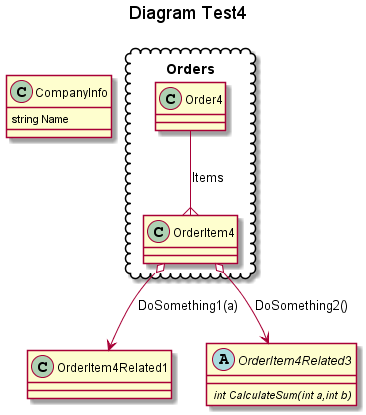 Diagram Test4
Orders
C CompanyInfo
string Name
C Order4
Items
C OrderItem4
DoSomething1(a)
DoSomething2()
C OrderItem4Related1
A OrderItem4Related3
int CalculateSum(int a,int b)